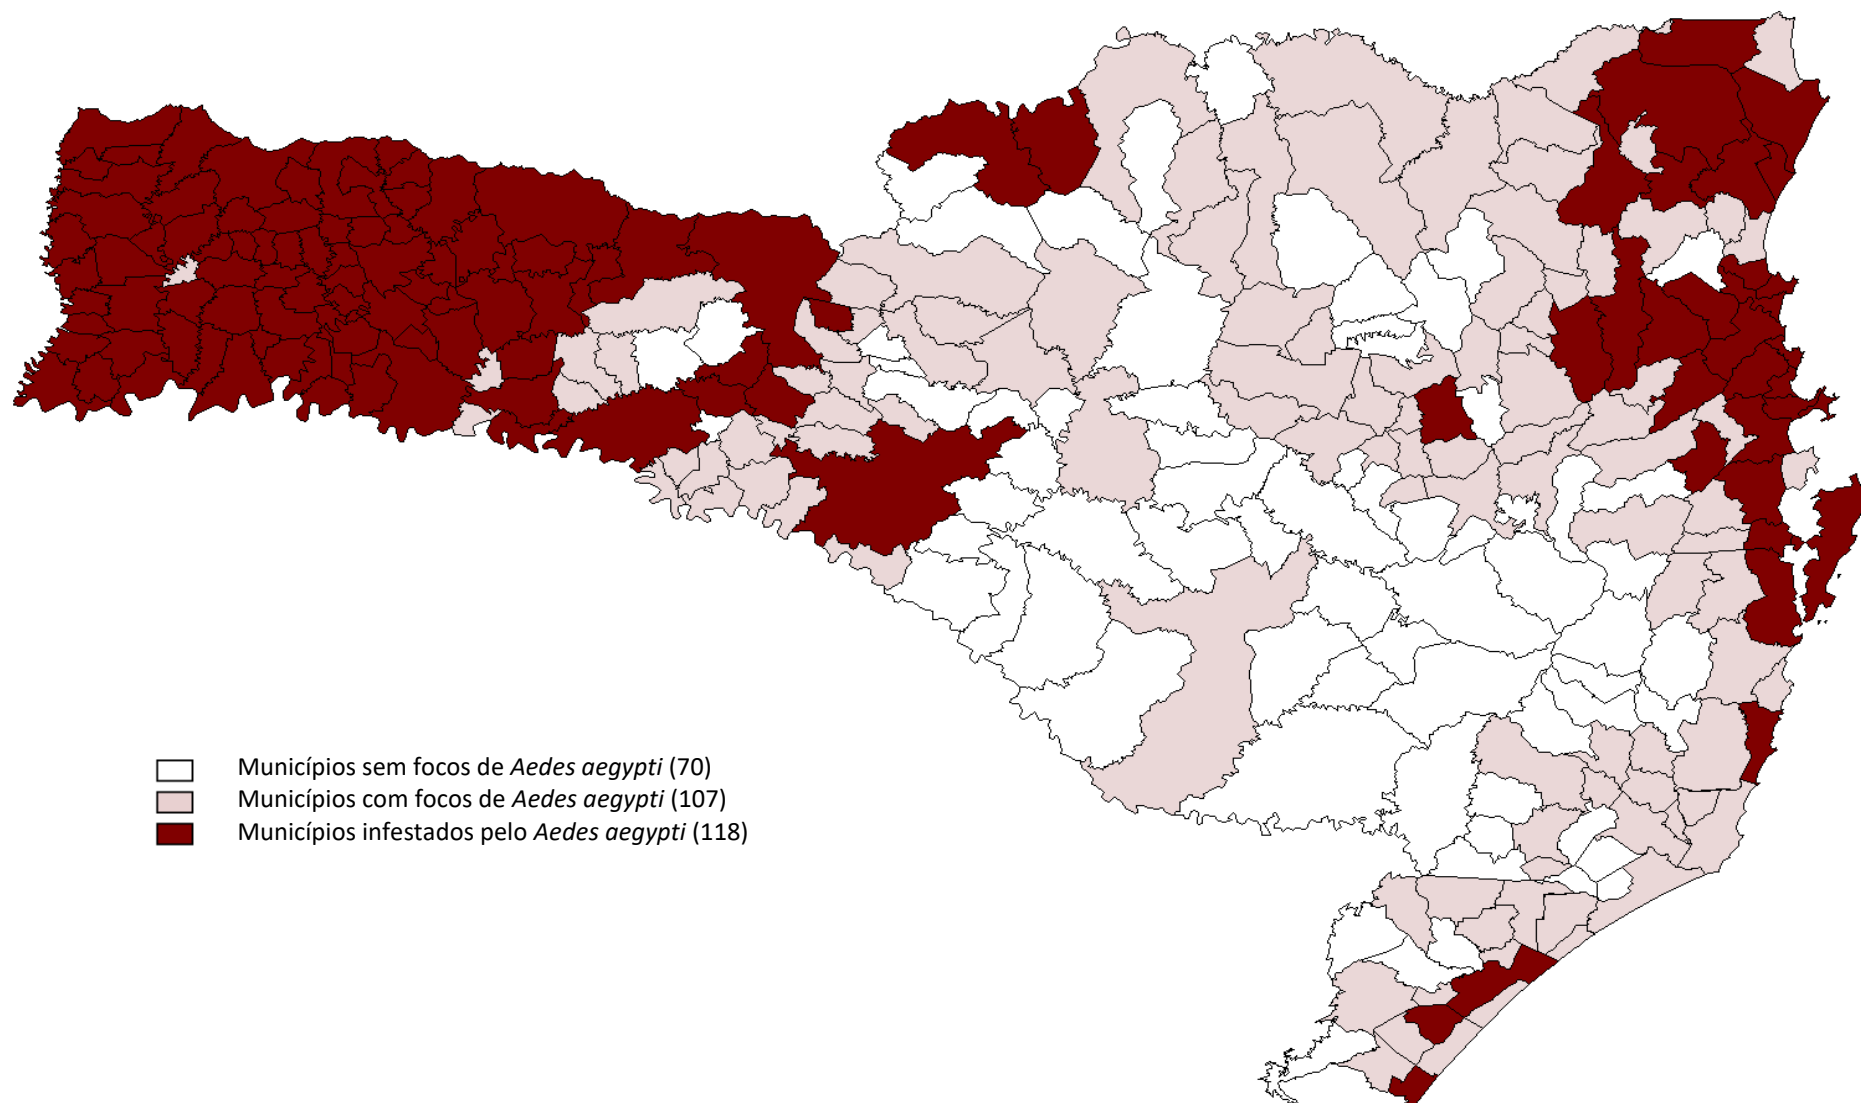 Municípios sem focos de Aedes aegypti (70)
Municípios com focos de Aedes aegypti (107)
Municípios infestados pelo Aedes aegypti (118)